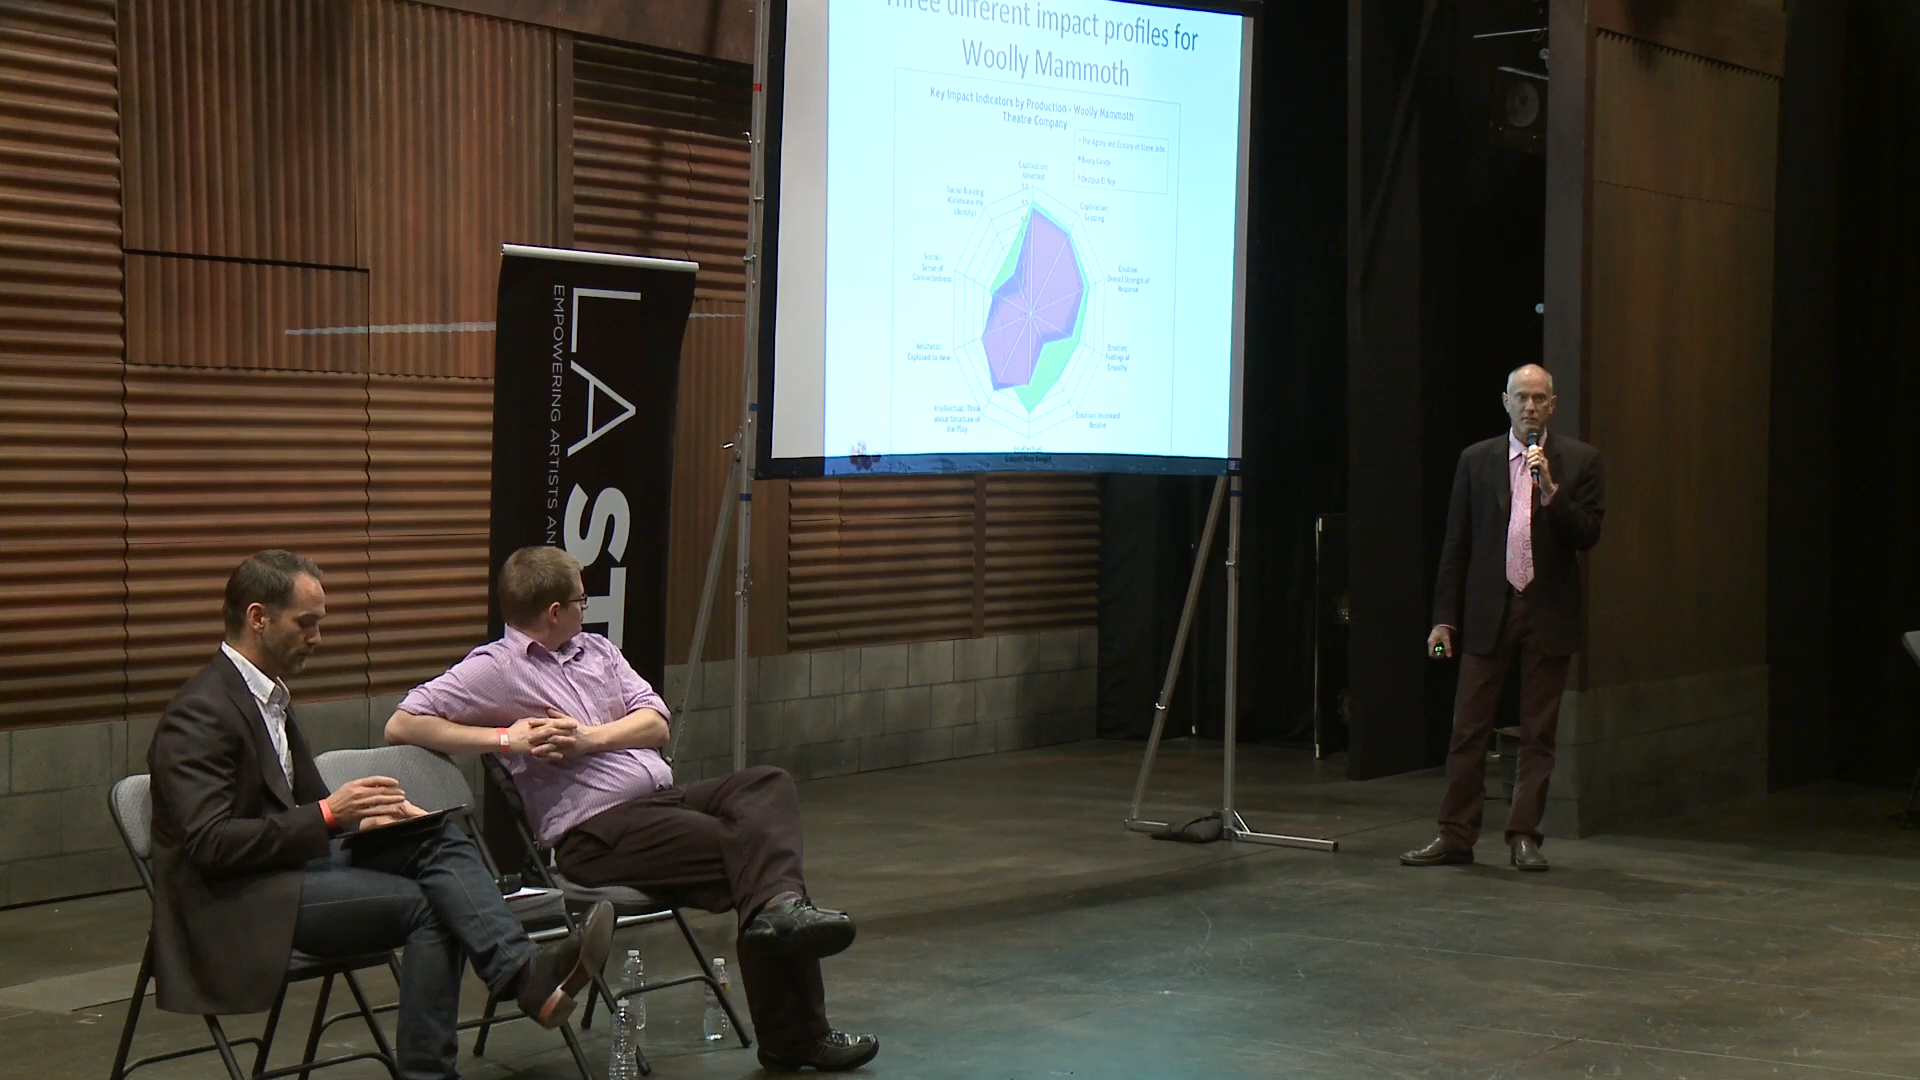 Three different impact profiles for
Woolly Mammoth
Key Impact Indicators by Production - Woolly Mammoth
Theatre Company
The Agony and Ecstasy of Steve Jobs
Booty Candy
Oedipus El Rey
Captivation:
Absorbed
Captivation:
Gripping
Emotion:
Overall Strength of
Response
Emotion:
Feelings of
Empathy
Emotion: Increased
Resolve
Intellectual: Think
about Structure of
the Play
Aesthetic:
Exposed to New
Social:
Sense of
Connectedness
Social Bonding
(Celebrate my
Identity)
LA ST
EMPOWERING ARTISTS AN